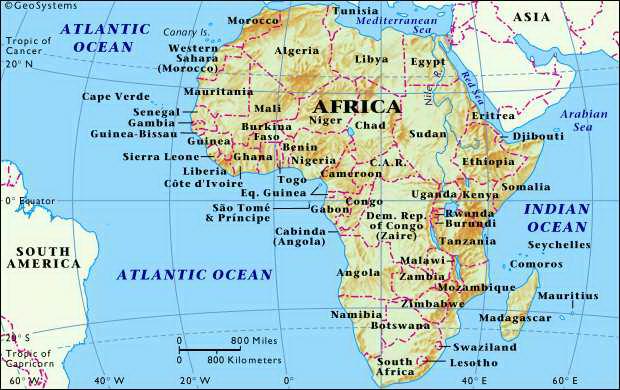 ©GeoSystems
ATLANTIC
OCEAN
Tropic of
Cancer
20° N
Morocco
Canary Is.
Western
Sahara
(Morocco)
Tunisia
Mediterranean
Sea
ASIA
Algeria
Libya
Egypt
Nile R.
Red Sea
Arabian
Sea
Cape Verde
Mauritania
Mali
AFRICA
Niger
Chad
Sudan
Eritrea
Djibouti
Senegal
Gambia
Guinea-Bissau
Guinea
Burkina
Faso
Benin
Nigeria
Sierra Leone
Ghana
Liberia
Togo
Côte d'Ivoire
Cameroon
C.A.R.
Ethiopia
Somalia
0° Equator
Eq. Guinea
São Tomé
& Príncipe
Gabon
Congo
Dem. Rep.
of Congo
(Zaire)
Uganda
Kenya
Rwanda
Burundi
Tanzania
INDIAN
OCEAN
Seychelles
Cabinda
(Angola)
SOUTH
AMERICA
ATLANTIC OCEAN
Angola
Malawi
Zambia
Comoros
Mozambique
Mauritius
Zimbabwe
Madagascar
Namibia
Botswana
20° S
Tropic of
Capricorn
0 800 Miles
0 800 Kilometers
South
Africa
Swaziland
Lesotho
60° W
40° W
20° W
0°
20° E
40° E
60° E